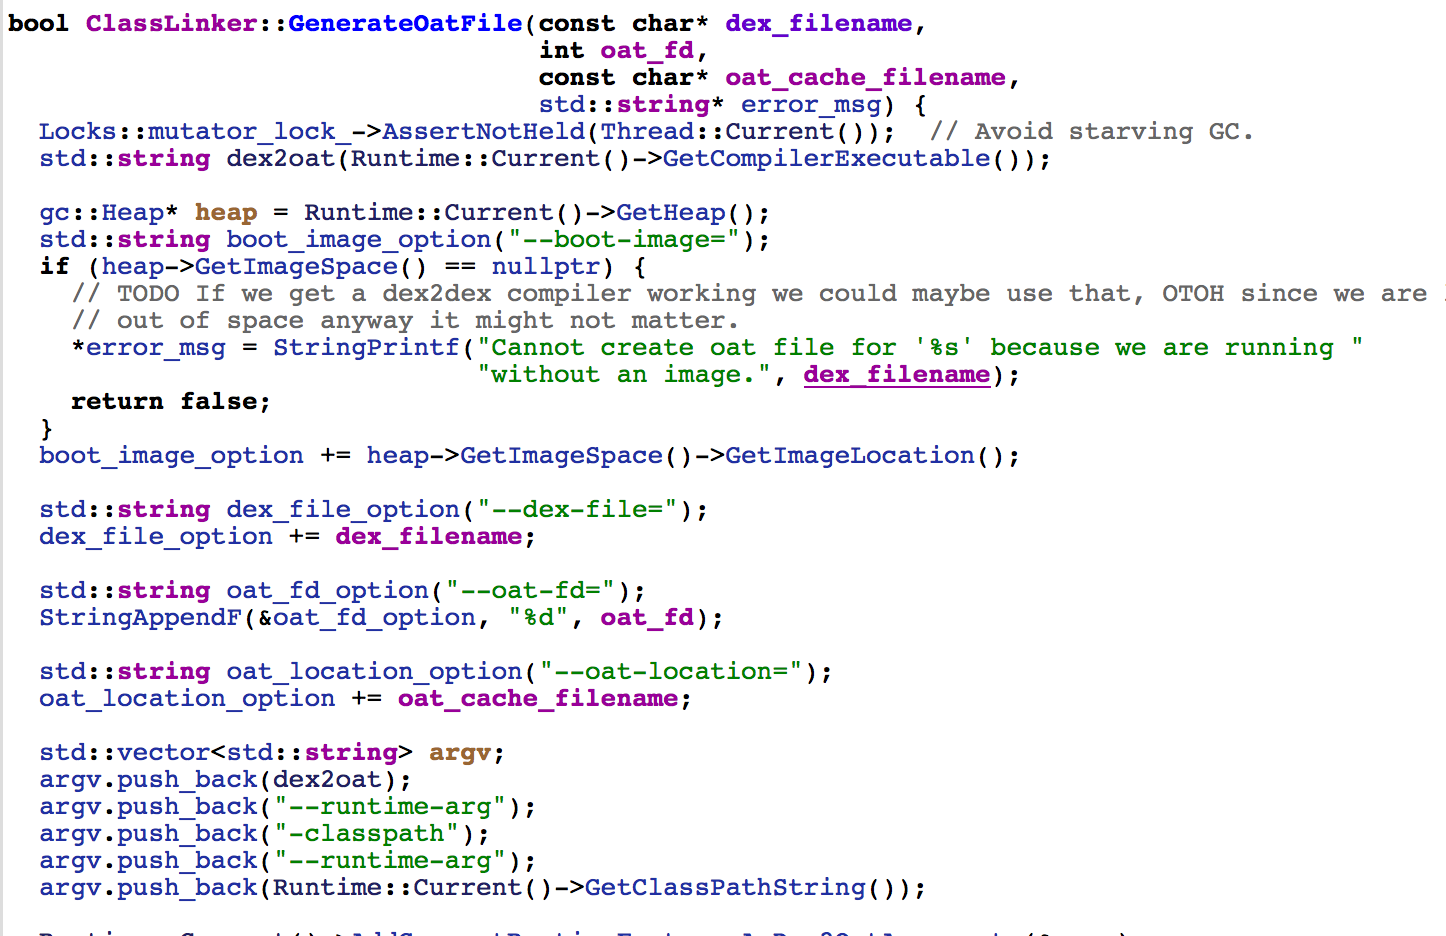 bool ClassLinker::GenerateOatFile(const char* dex_filename,
int oat_fd,
const char* oat_cache_filename,
std::string* error_msg) {
Locks::mutator_lock_->AssertNotHeld(Thread::Current());  // Avoid starving GC.
std::string dex2oat(Runtime::Current()->GetCompilerExecutable());
gc::Heap* heap = Runtime::Current()->GetHeap();
std::string boot_image_option("--boot-image=");
if (heap->GetImageSpace() == nullptr) {
// TODO If we get a dex2dex compiler working we could maybe use that, OTOH since we are
// out of space anyway it might not matter.
*error_msg = StringPrintf("Cannot create oat file for '%s' because we are running "
"without an image.", dex_filename);
return false;
}
boot_image_option += heap->GetImageSpace()->GetImageLocation();
std::string dex_file_option("--dex-file=");
dex_file_option += dex_filename;
std::string oat_fd_option("--oat-fd=");
StringAppendF(&oat_fd_option, "%d", oat_fd);
std::string oat_location_option("--oat-location=");
oat_location_option += oat_cache_filename;
std::vector<std::string> argv;
argv.push_back(dex2oat);
argv.push_back("--runtime-arg");
argv.push_back("-classpath");
argv.push_back("--runtime-arg");
argv.push_back(Runtime::Current()->GetClassPathString());